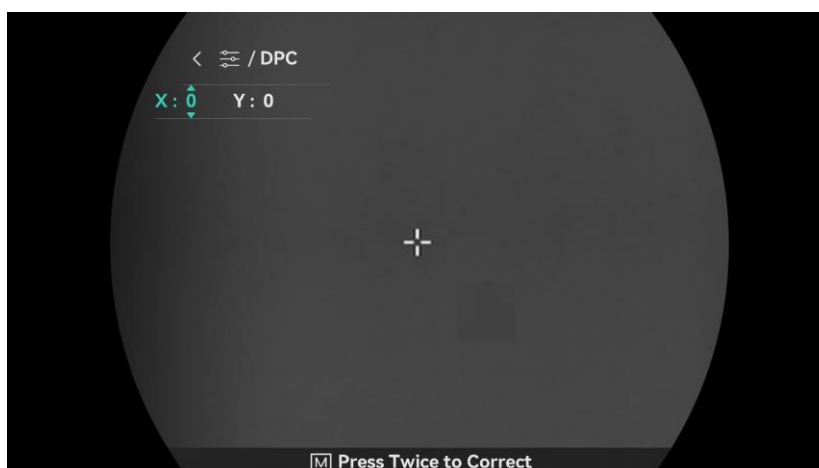 < / DPC
X : 0 Y : 0
M Press Twice to Correct